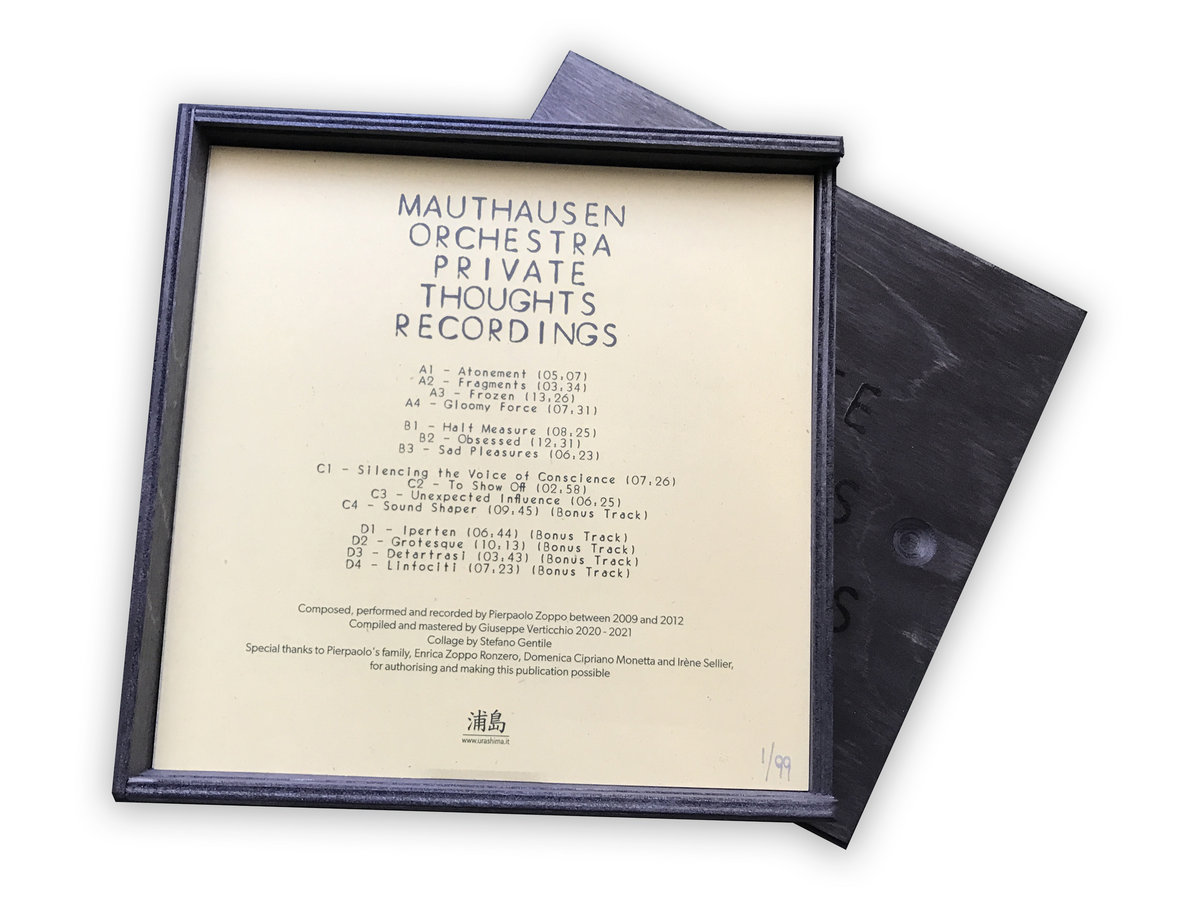 MAUTHAUSEN
ORCHESTRA
PRIVATE
THOUGHTS
RECORDINGS
A1 - Atonement (05,07)
A2 - Fragments (03,34)
A3 - Frozen (13,26)
A4 - Gloomy Force (07,31)
B1 - Half Measure (08,25)
B2 - Obsessed (12,31)
B3 - Sad Pleasures (06,23)
C1 - Silencing the Voice of Conscience (07,26)
C2 - To Show Off (02,58)
C3 - Unexpected Influence (06,25)
C4 - Sound Shaper (09,45) (Bonus Track)
D1 - Iperten (06,44) (Bonus Track)
D2 - Grotesque (10,13) (Bonus Track)
D3 - Detartrasi (03,43) (Bonus Track)
D4 - Linfociti (07,23) (Bonus Track)
Composed, performed and recorded by Pierpaolo Zoppo between 2009 and 2012
Compiled and mastered by Giuseppe Verticchio 2020 - 2021
Collage by Stefano Gentile
Special thanks to Pierpaolo's family, Enrica Zoppo Ronzero, Domenica Cipriano Monetta and Irène Sellier,
for authorising and making this publication possible
浦島
www.urashima.it
1/99
E
S
S